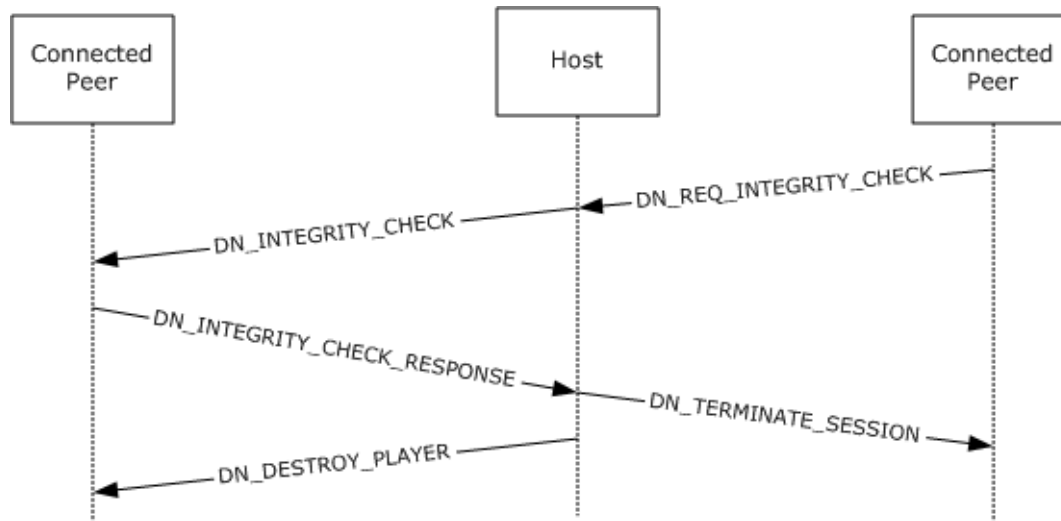 Connected
Peer
Host
Connected
Peer
DN_REQ_INTEGRITY_CHECK
DN_INTEGRITY_CHECK
DN_INTEGRITY_CHECK_RESPONSE
DN_TERMINATE_SESSION
DN_DESTROY_PLAYER